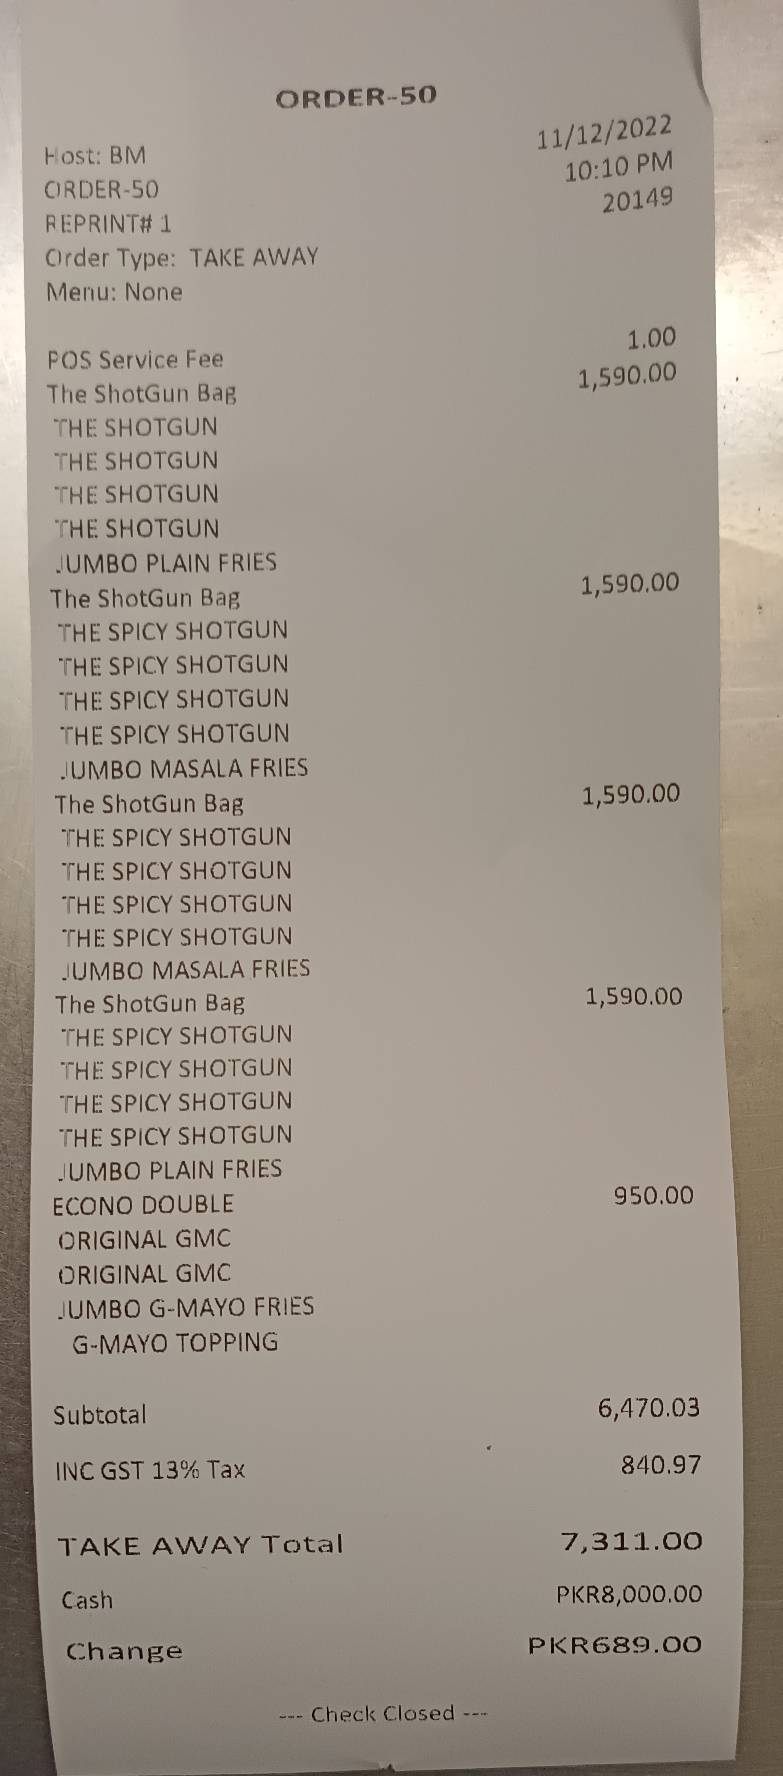 ORDER-50
Host: BM 11/12/2022
ORDER-50 10:10 PM
REPRINT# 1 20149
Order Type: TAKE AWAY
Menu: None
POS Service Fee 1.00
The ShotGun Bag 1,590.00
THE SHOTGUN
THE SHOTGUN
THE SHOTGUN
THE SHOTGUN
JUMBO PLAIN FRIES
The ShotGun Bag 1,590.00
THE SPICY SHOTGUN
THE SPICY SHOTGUN
THE SPICY SHOTGUN
THE SPICY SHOTGUN
JUMBO MASALA FRIES
The ShotGun Bag 1,590.00
THE SPICY SHOTGUN
THE SPICY SHOTGUN
THE SPICY SHOTGUN
THE SPICY SHOTGUN
JUMBO MASALA FRIES
The ShotGun Bag 1,590.00
THE SPICY SHOTGUN
THE SPICY SHOTGUN
THE SPICY SHOTGUN
THE SPICY SHOTGUN
JUMBO PLAIN FRIES
ECONO DOUBLE 950.00
ORIGINAL GMC
ORIGINAL GMC
JUMBO G-MAYO FRIES
G-MAYO TOPPING
Subtotal 6,470.03
INC GST 13% Tax 840.97
TAKE AWAY Total 7,311.00
Cash PKR8,000.00
Change PKR689.00
--- Check Closed ---